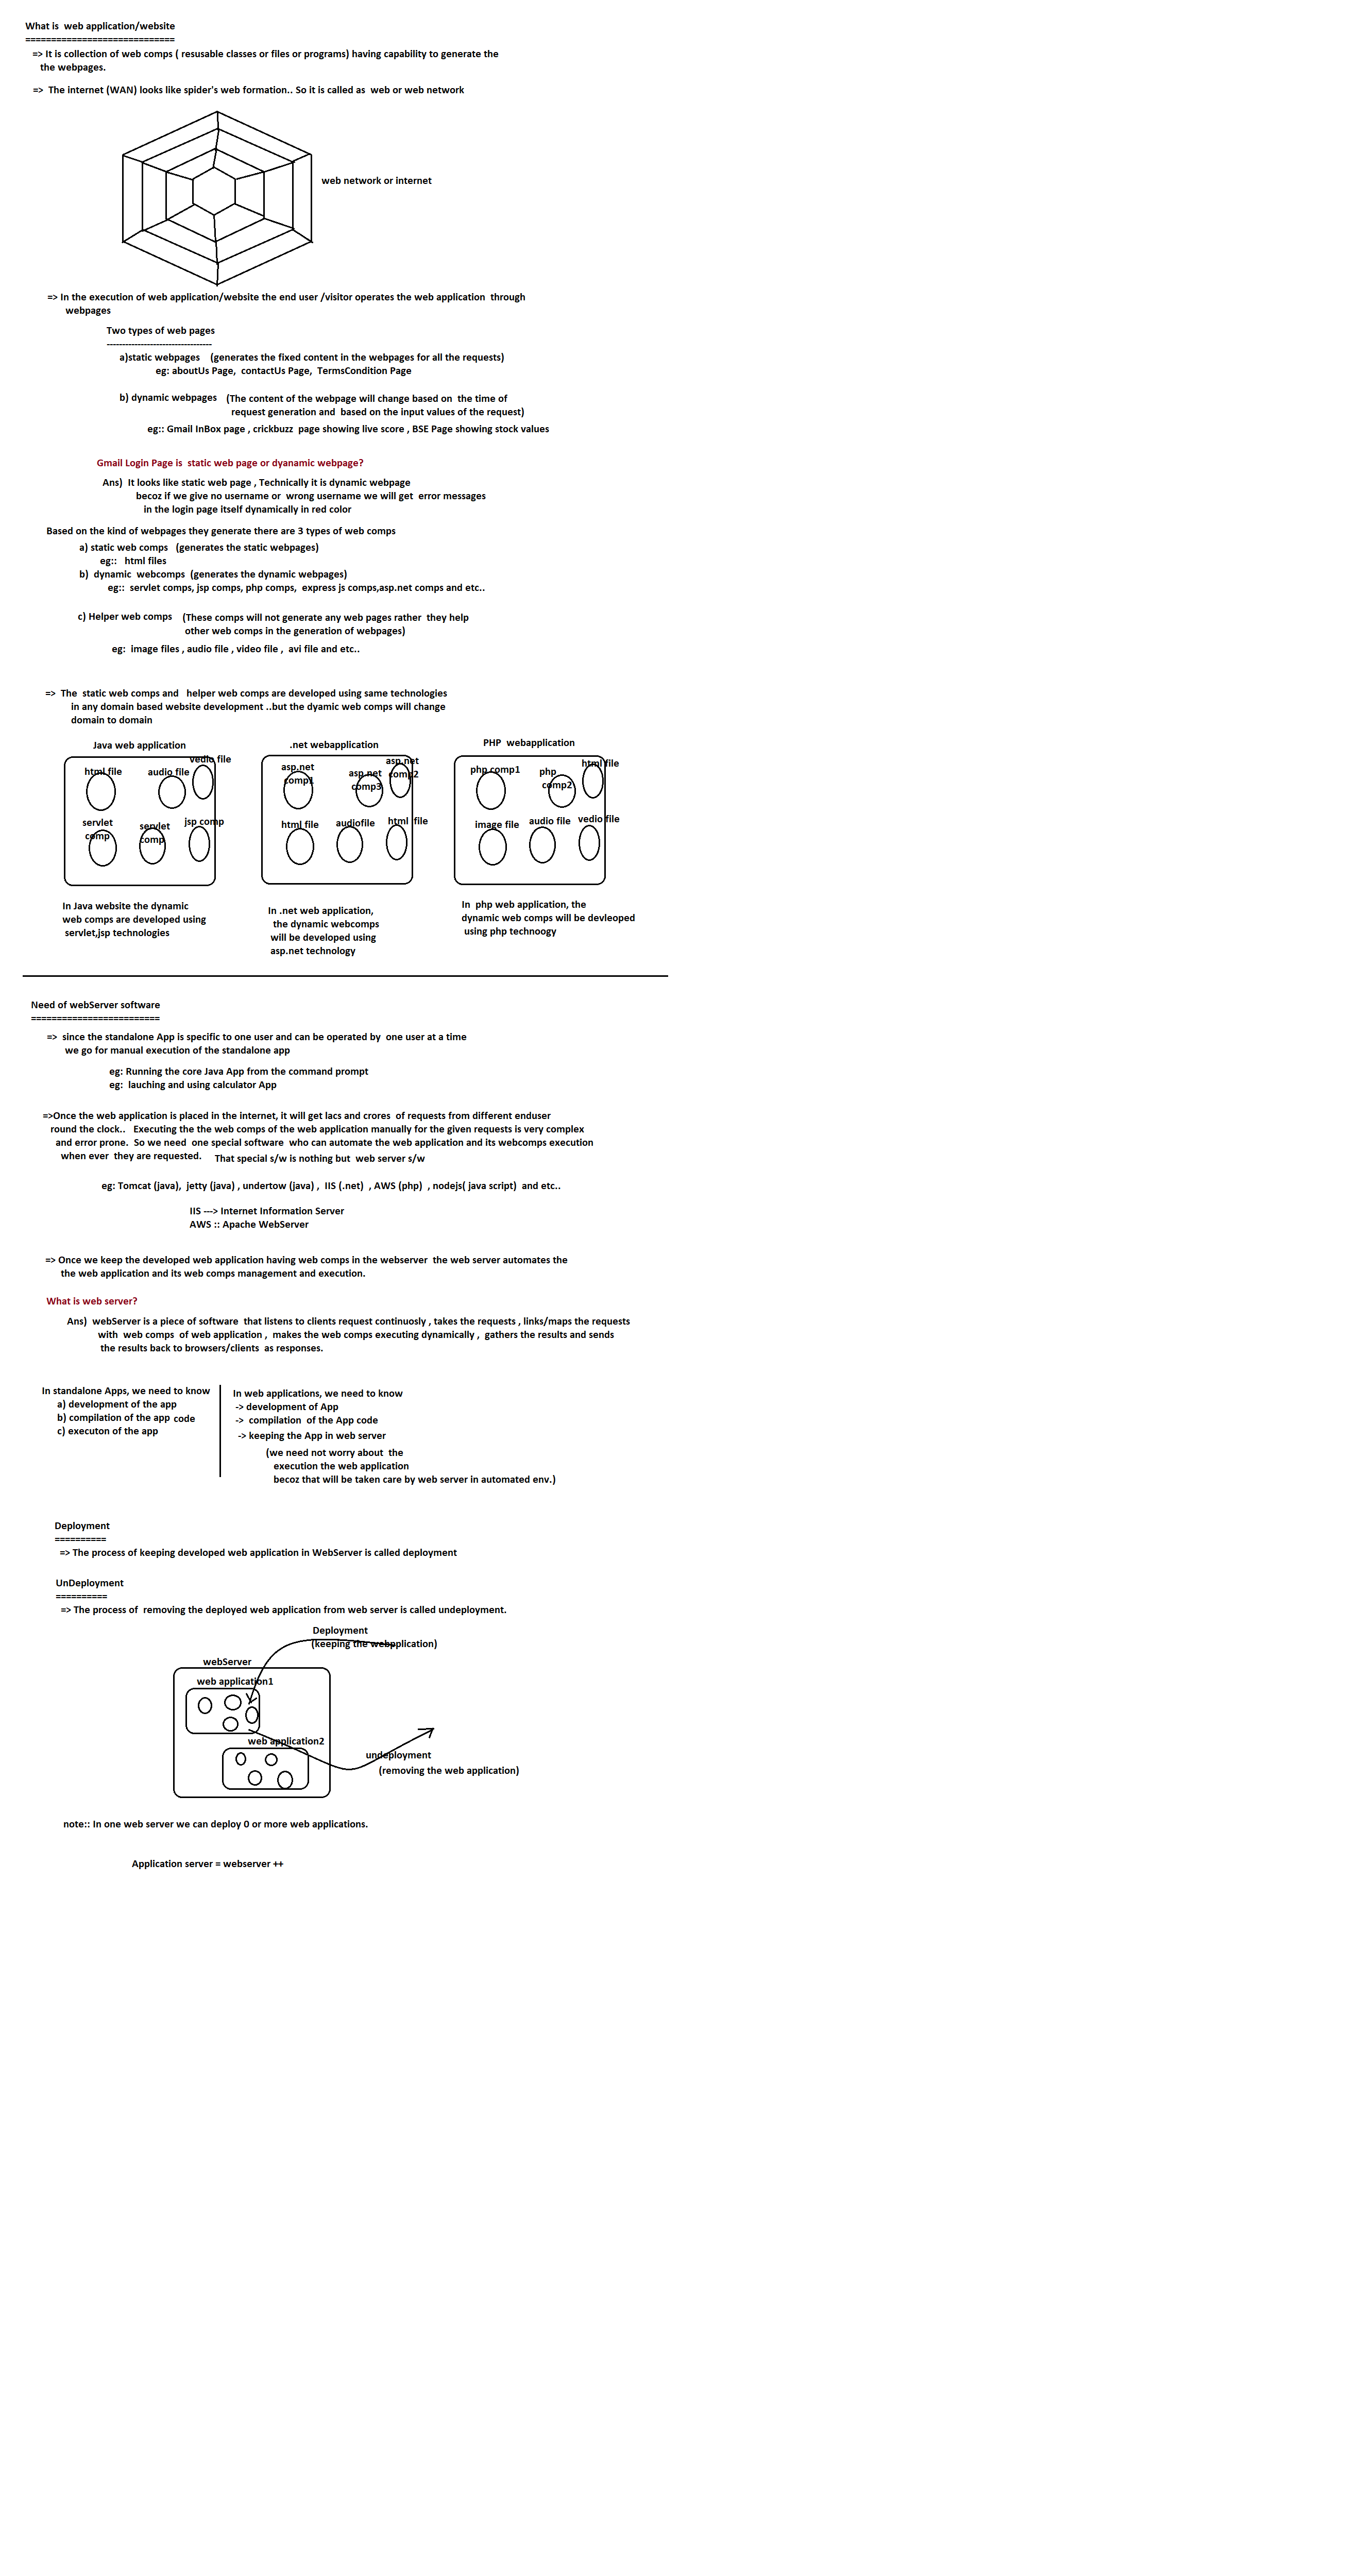 What is  web application/website
=============================
=> It is collection of web comps ( resusable classes or files or programs) having capability to generate the
the webpages.
=>  The internet (WAN) looks like spider's web formation.. So it is called as  web or web network
web network or internet
=> In the execution of web application/website the end user /visitor operates the web application  through
webpages
Two types of web pages
----------------------------------
a)static webpages    (generates the fixed content in the webpages for all the requests)
eg: aboutUs Page,  contactUs Page,  TermsCondition Page
b) dynamic webpages    (The content of the webpage will change based on  the time of
request generation and  based on the input values of the request)
eg:: Gmail InBox page , crickbuzz  page showing live score , BSE Page showing stock values
Gmail Login Page is  static web page or dyanamic webpage?
Ans)  It looks like static web page , Technically it is dynamic webpage
becoz if we give no username or  wrong username we will get  error messages
in the login page itself dynamically in red color
Based on the kind of webpages they generate there are 3 types of web comps
a) static web comps   (generates the static webpages)
eg::   html files
b)  dynamic  webcomps  (generates the dynamic webpages)
eg::  servlet comps, jsp comps, php comps,  express js comps,asp.net comps and etc..
c) Helper web comps    (These comps will not generate any web pages rather  they help
other web comps in the generation of webpages)
eg:  image files , audio file , video file ,  avi file and etc..
=>  The  static web comps and   helper web comps are developed using same technologies
in any domain based website development ..but the dyamic web comps will change
domain to domain
Java web application
.net webapplication
PHP  webapplication
html file
audio file
vedio file
servlet
comp
servlet
comp
jsp comp
asp.net
comp1
asp.net
comp3
asp.net
comp2
html file
audiofile
html  file
php comp1
php
comp2
html file
image file
audio file
vedio file
In Java website the dynamic
web comps are developed using
servlet,jsp technologies
In .net web application,
the dynamic webcomps
will be developed using
asp.net technology
In  php web application, the
dynamic web comps will be devleoped
using php technoogy
Need of webServer software
=========================
=>  since the standalone App is specific to one user and can be operated by  one user at a time
we go for manual execution of the standalone app
eg: Running the core Java App from the command prompt
eg:  lauching and using calculator App
=>Once the web application is placed in the internet, it will get lacs and crores  of requests from different enduser
round the clock..   Executing the the web comps of the web application manually for the given requests is very complex
and error prone.  So we need  one special software  who can automate the web application and its webcomps execution
when ever  they are requested.     That special s/w is nothing but  web server s/w
eg: Tomcat (java),  jetty (java) , undertow (java) ,  IIS (.net)  , AWS (php)  , nodejs( java script)  and etc..
IIS ---> Internet Information Server
AWS :: Apache WebServer
=> Once we keep the developed web application having web comps in the webserver  the web server automates the
the web application and its web comps management and execution.
What is web server?
Ans)  webServer is a piece of software  that listens to clients request continuosly , takes the requests , links/maps the requests
with  web comps  of web application ,  makes the web comps executing dynamically ,  gathers the results and sends
the results back to browsers/clients  as responses.
In standalone Apps, we need to know
a) development of the app
b) compilation of the app code
c) executon of the app
In web applications, we need to know
-> development of App
->  compilation  of the App code
-> keeping the App in web server
(we need not worry about  the
execution the web application
becoz that will be taken care by web server in automated env.)
Deployment
==========
=> The process of keeping developed web application in WebServer is called deployment
UnDeployment
==========
=> The process of  removing the deployed web application from web server is called undeployment.
Deployment
(keeping the webpplication)
webServer
web application1
web application2
undeployment
(removing the web application)
note:: In one web server we can deploy 0 or more web applications.
Application server = webserver ++